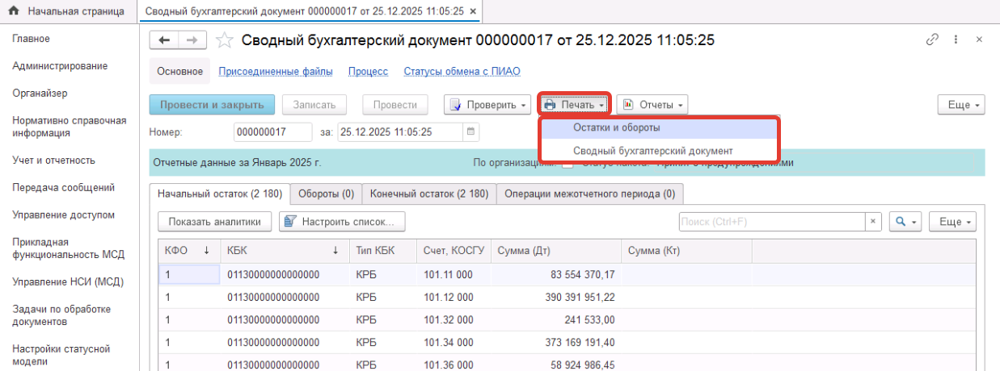 Начальная страница
Сводный бухгалтерский документ 000000017 от 25.12.2025 11:05:25 ×
Главное
Администрирование
Органайзер
Нормативно справочная
информация
Учет и отчетность
Передача сообщений
Управление доступом
Прикладная
функциональность МСД
Управление НСИ (МСД)
Задачи по обработке
документов
Настройки статусной
модели
Сводный бухгалтерский документ 000000017 от 25.12.2025 11:05:25
Основное Присоединенные файлы Процесс Статусы обмена с ПИАО
Провести и закрыть Записать Провести Проверить Печать Отчеты Еще
Остатки и обороты
Сводный бухгалтерский документ
Номер: 000000017 за: 25.12.2025 11:05:25
Отчетные данные за Январь 2025 г. По организациям:
Начальный остаток (2 180) Обороты (0) Конечный остаток (2 180) Операции межотчетного периода (0)
Показать аналитики Настроить список... Поиск (Ctrl+F) × Еще
КФО ↓ КБК ↓ Тип КБК Счет, КОСГУ Сумма (Дт) Сумма (Кт)
1 01130000000000000 КРБ 101.11 000 83 554 370,17
1 01130000000000000 КРБ 101.12 000 390 391 951,22
1 01130000000000000 КРБ 101.32 000 241 533,00
1 01130000000000000 КРБ 101.34 000 373 169 191,40
1 01130000000000000 КРБ 101.36 000 58 924 986,45